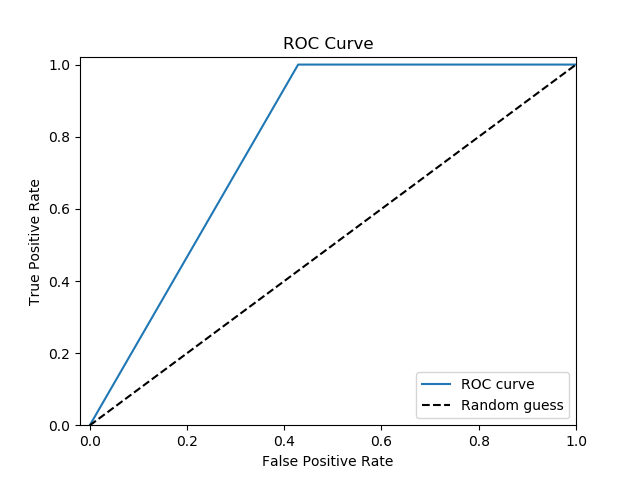 ROC Curve
True Positive Rate
1.0
0.8
0.6
0.4
0.2
0.0
0.0 0.2 0.4 0.6 0.8 1.0
False Positive Rate
ROC curve
Random guess